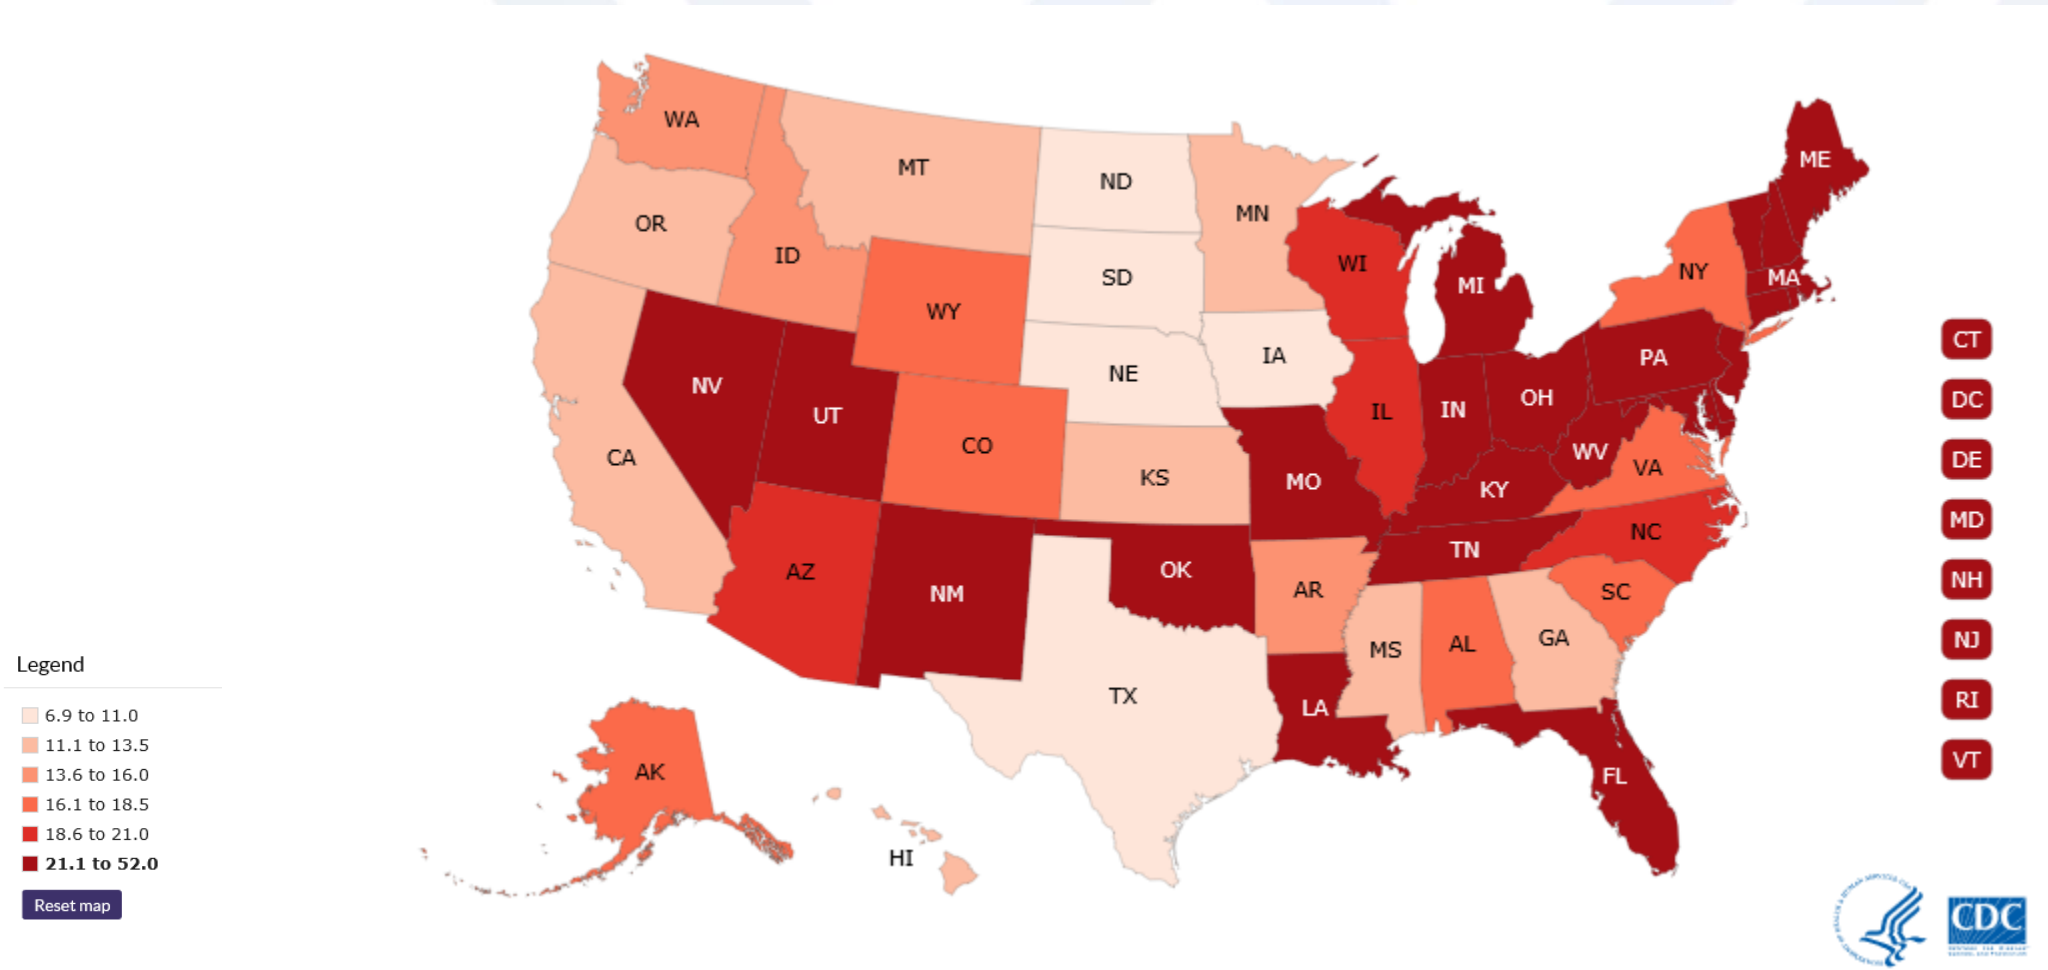 WA
MT
ND
MN
ME
OR
ID
SD
WI
MI
NY
MA
WY
IA
NE
PA
NV
UT
CO
CA
KS
MO
IL
IN
OH
WV
VA
KY
NC
TN
AZ
NM
OK
AR
SC
MS
AL
GA
TX
LA
FL
AK
HI
CT
DC
DE
MD
NH
NJ
RI
VT
Legend
6.9 to 11.0
11.1 to 13.5
13.6 to 16.0
16.1 to 18.5
18.6 to 21.0
21.1 to 52.0
Reset map
CDC